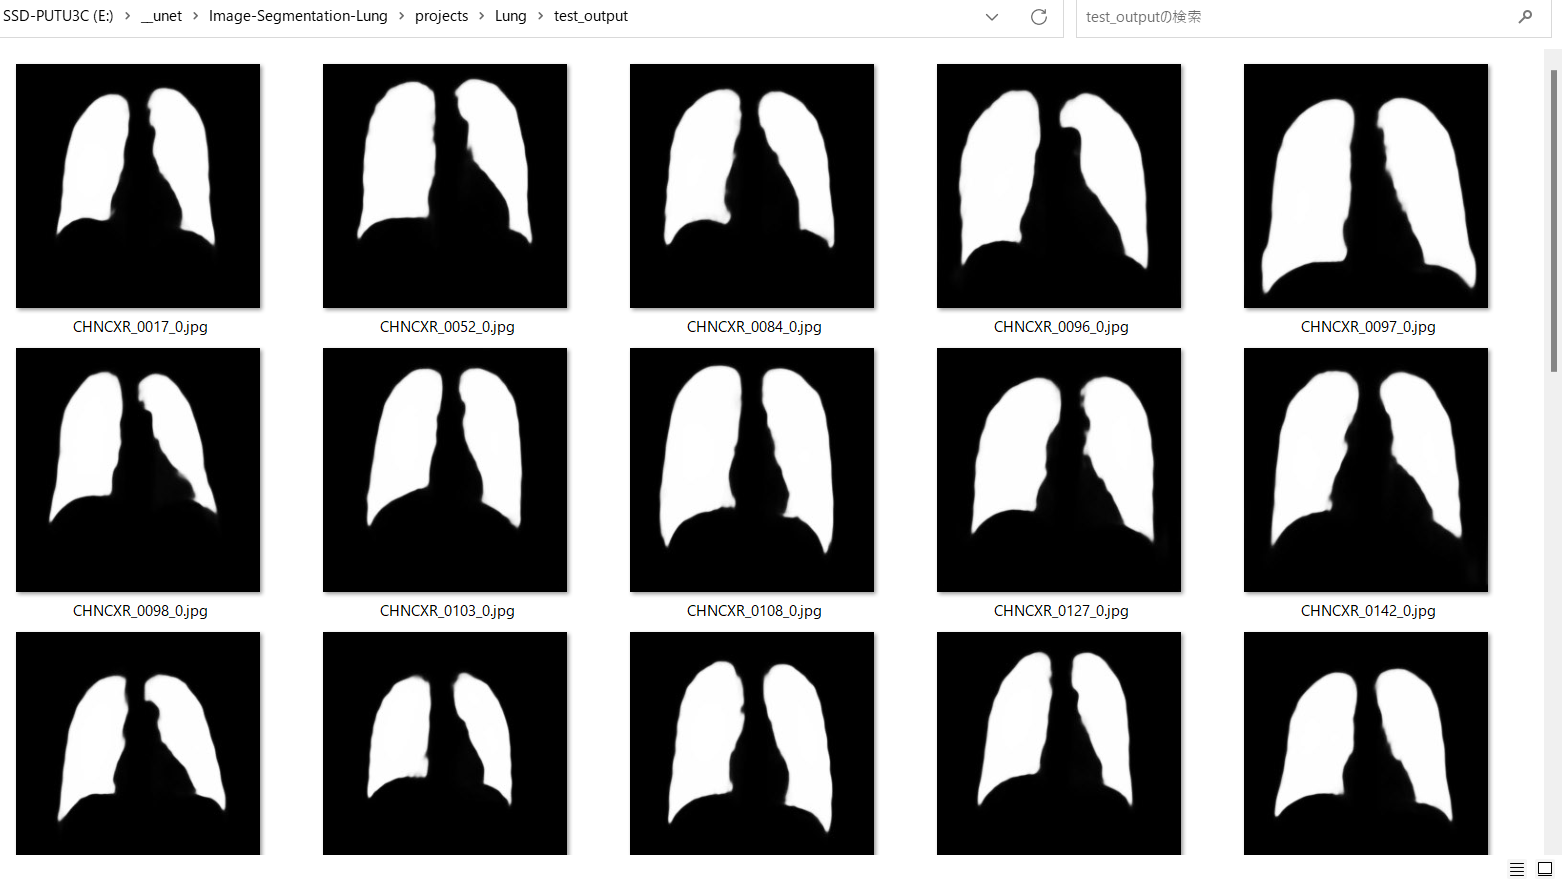 SSD-PUTU3C (E:) > __unet > Image-Segmentation-Lung > projects > Lung > test_output
test_outputの検索
CHNCXR_0017_0.jpg
CHNCXR_0052_0.jpg
CHNCXR_0084_0.jpg
CHNCXR_0096_0.jpg
CHNCXR_0097_0.jpg
CHNCXR_0098_0.jpg
CHNCXR_0103_0.jpg
CHNCXR_0108_0.jpg
CHNCXR_0127_0.jpg
CHNCXR_0142_0.jpg